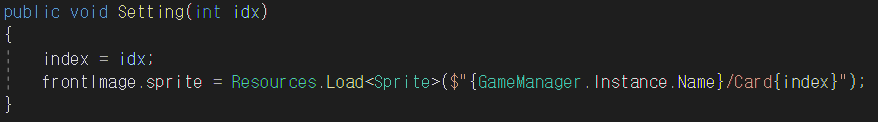 public void Setting(int idx)
{
index = idx;
frontImage.sprite = Resources.Load<Sprite>($"{GameManager.Instance.Name}/Card{index}");
}